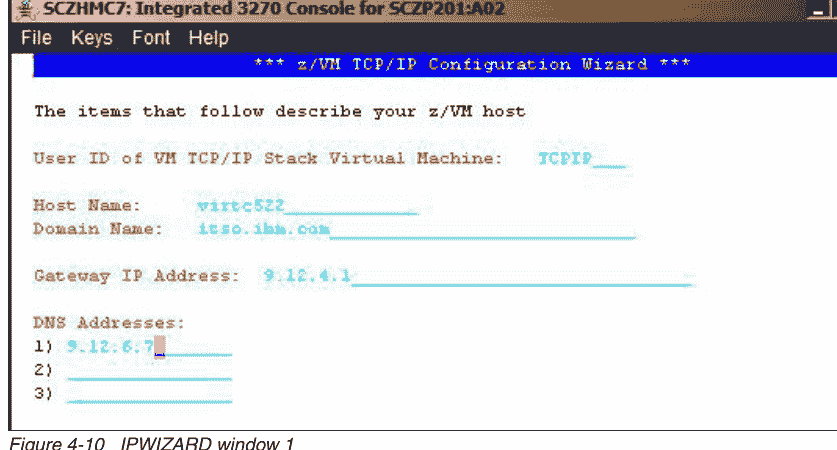 SCZHMC7: Integrated 3270 Console for SCZP201:A02
File Keys Font Help
*** z/VM TCP/IP Configuration Wizard ***
The items that follow describe your z/VM host
User ID of VM TCP/IP Stack Virtual Machine: TCPIP___
Host Name: virtc522
Domain Name: itso.ibm.com
Gateway IP Address: 9.12.4.1
DNS Addresses:
1) 9.12.6.7
2)
3)
Figure 4-10 IPWIZARD window 1